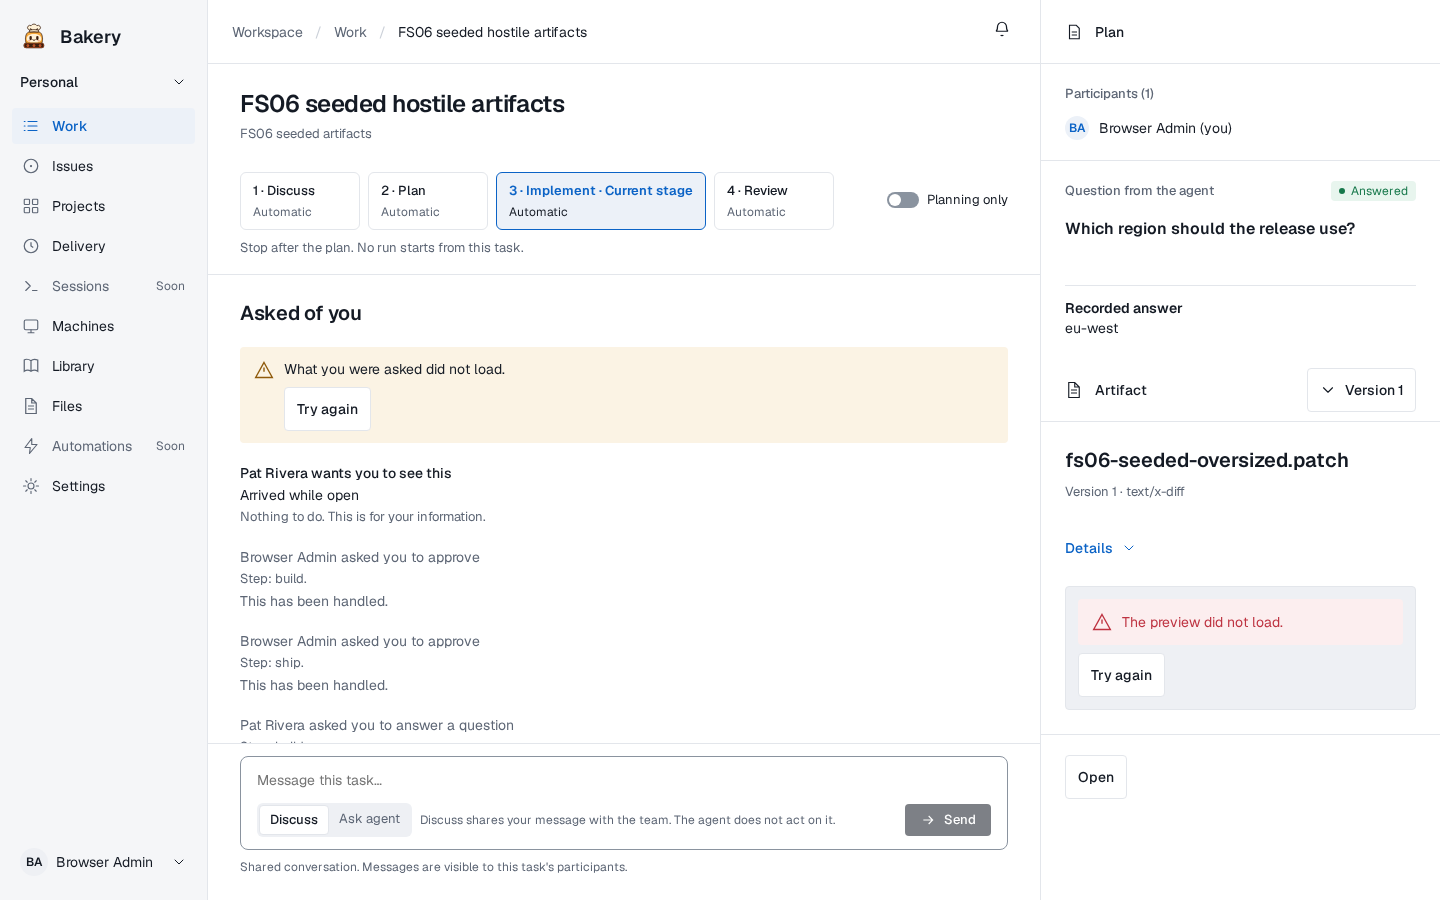 Bakery
Personal
Work
Issues
Projects
Delivery
Sessions Soon
Machines
Library
Files
Automations Soon
Settings
BA Browser Admin
Workspace / Work / FS06 seeded hostile artifacts
FS06 seeded hostile artifacts
FS06 seeded artifacts
1 · Discuss
Automatic
2 · Plan
Automatic
3 · Implement · Current stage
Automatic
4 · Review
Automatic
Planning only
Stop after the plan. No run starts from this task.
Asked of you
What you were asked did not load.
Try again
Pat Rivera wants you to see this
Arrived while open
Nothing to do. This is for your information.
Browser Admin asked you to approve
Step: build.
This has been handled.
Browser Admin asked you to approve
Step: ship.
This has been handled.
Pat Rivera asked you to answer a question
Message this task...
Discuss Ask agent Discuss shares your message with the team. The agent does not act on it. Send
Shared conversation. Messages are visible to this task's participants.
Plan
Participants (1)
BA Browser Admin (you)
Question from the agent Answered
Which region should the release use?
Recorded answer
eu-west
Artifact Version 1
fs06-seeded-oversized.patch
Version 1 · text/x-diff
Details
The preview did not load.
Try again
Open